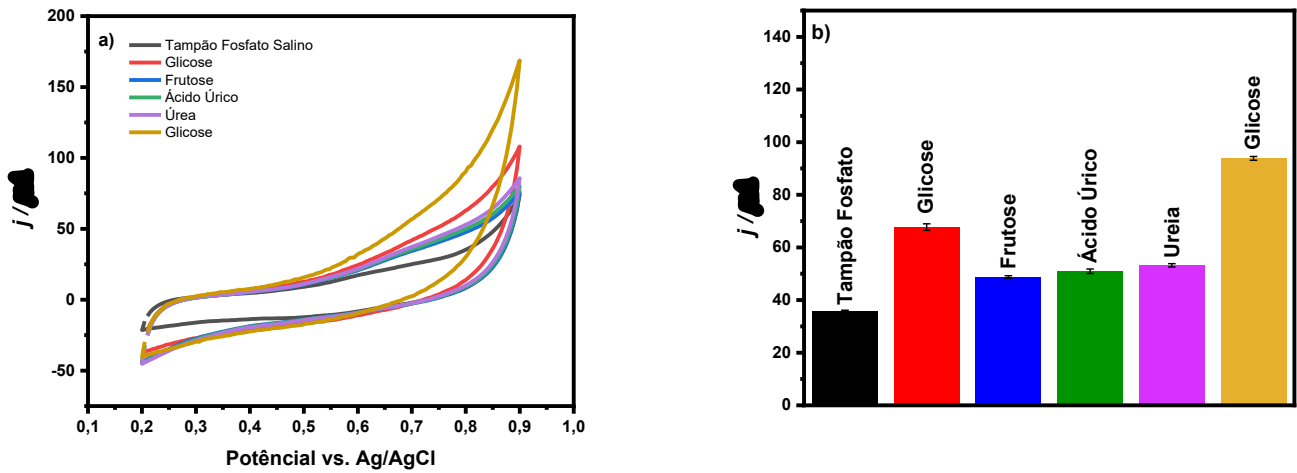 a)
200
150
100
50
0
-50
j /
0,1 0,2 0,3 0,4 0,5 0,6 0,7 0,8 0,9 1,0
Potêncial vs. Ag/AgCl
Tampão Fosfato Salino
Glicose
Frutose
Ácido Úrico
Úrea
Glicose
b)
140
120
100
80
60
40
20
0
j /
Tampão Fosfato
Glicose
Frutose
Ácido Úrico
Ureia
Glicose